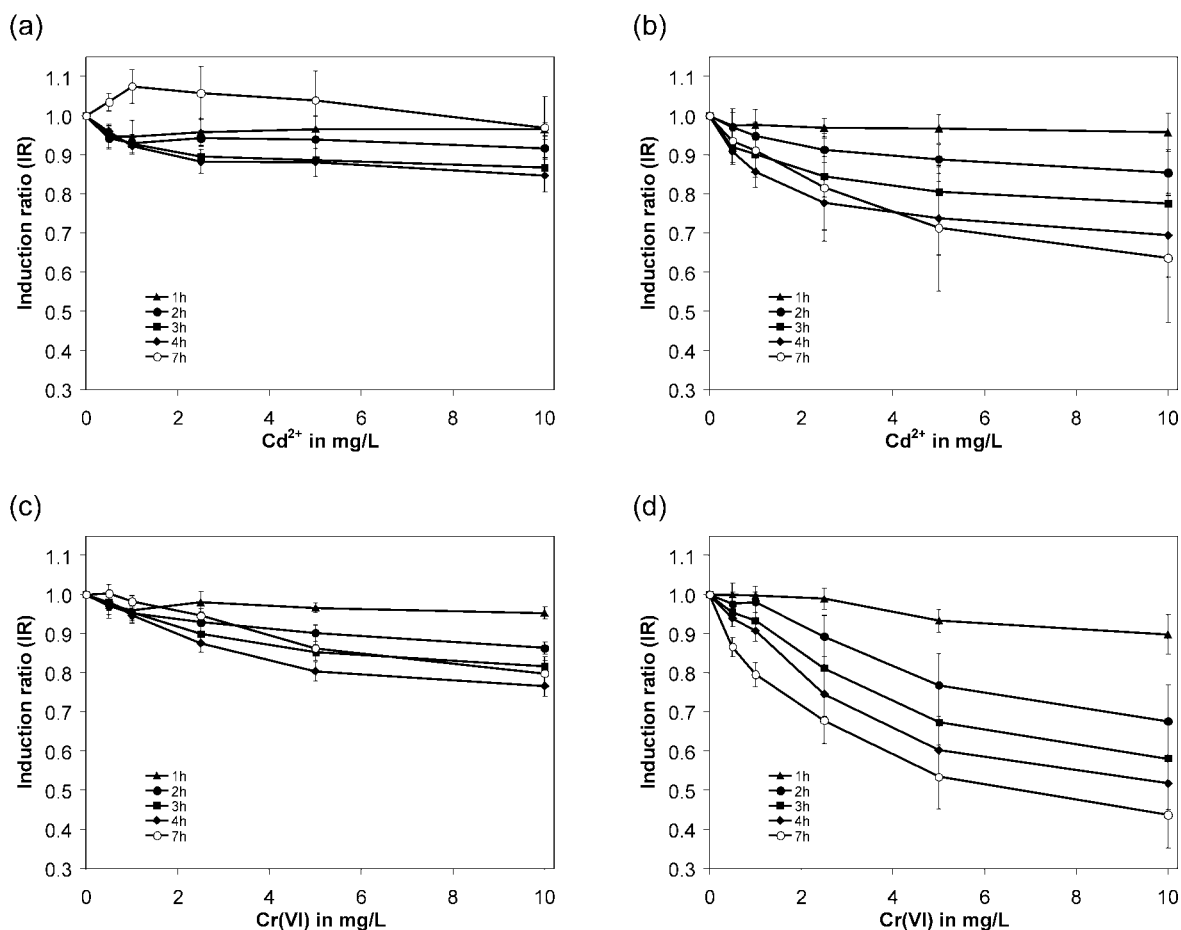 (a)
Induction ratio (IR)
1.1
1.0
0.9
0.8
0.7
0.6
0.5
0.4
0.3
1h
2h
3h
4h
7h
0 2 4 6 8 10
Cd²⁺ in mg/L
(b)
Induction ratio (IR)
1.1
1.0
0.9
0.8
0.7
0.6
0.5
0.4
0.3
1h
2h
3h
4h
7h
0 2 4 6 8 10
Cd²⁺ in mg/L
(c)
Induction ratio (IR)
1.1
1.0
0.9
0.8
0.7
0.6
0.5
0.4
0.3
1h
2h
3h
4h
7h
0 2 4 6 8 10
Cr(VI) in mg/L
(d)
Induction ratio (IR)
1.1
1.0
0.9
0.8
0.7
0.6
0.5
0.4
0.3
1h
2h
3h
4h
7h
0 2 4 6 8 10
Cr(VI) in mg/L